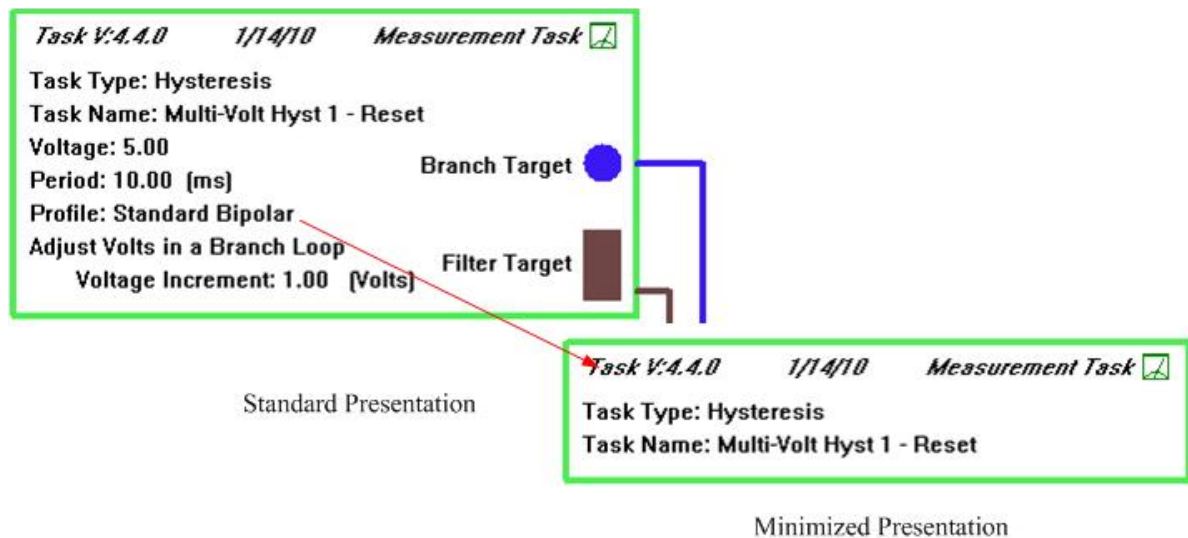 Task V:4.4.0 1/14/10 Measurement Task
Task Type: Hysteresis
Task Name: Multi-Volt Hyst 1 - Reset
Voltage: 5.00
Period: 10.00 (ms)
Profile: Standard Bipolar
Adjust Volts in a Branch Loop
Voltage Increment: 1.00 (Volts)
Branch Target
Filter Target
Standard Presentation
Task V:4.4.0 1/14/10 Measurement Task
Task Type: Hysteresis
Task Name: Multi-Volt Hyst 1 - Reset
Minimized Presentation